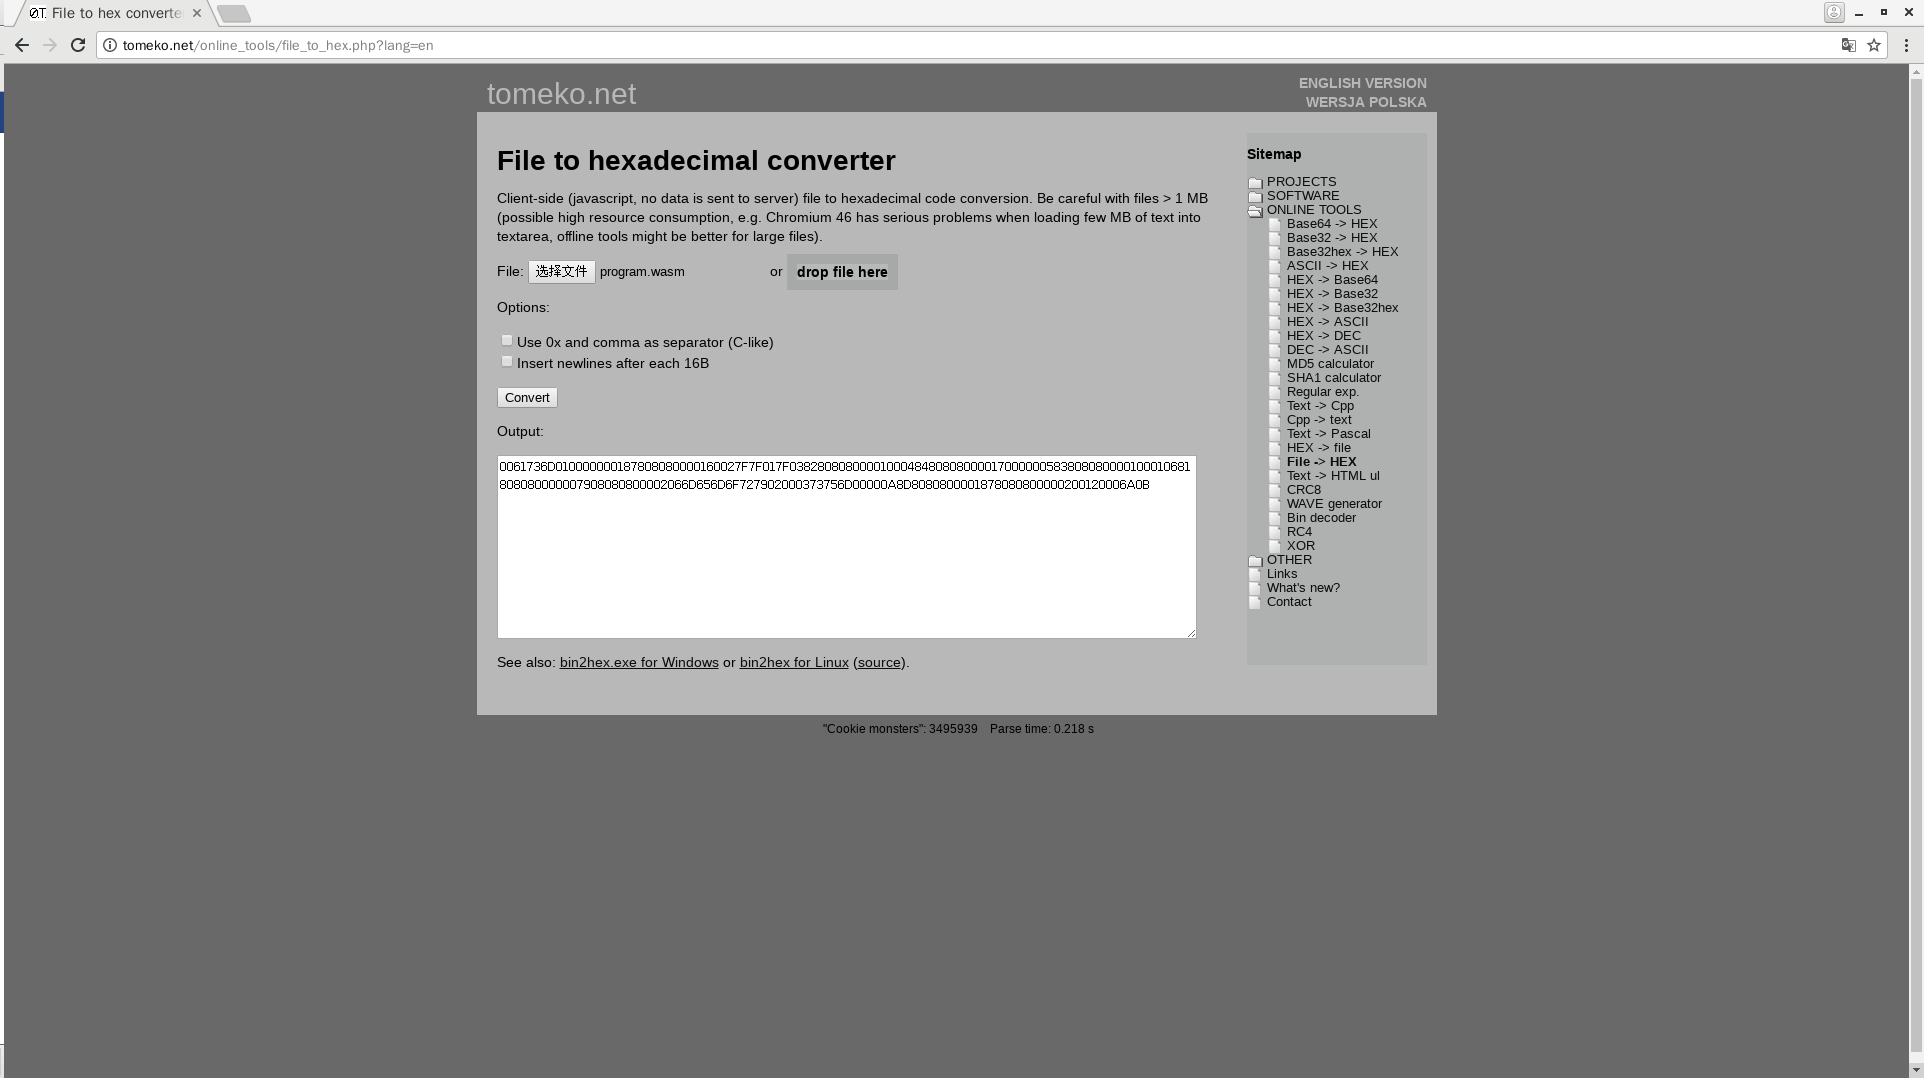 File to hex converte
tomeko.net/online_tools/file_to_hex.php?lang=en
tomeko.net
ENGLISH VERSION
WERSJA POLSKA
File to hexadecimal converter
Client-side (javascript, no data is sent to server) file to hexadecimal code conversion. Be careful with files > 1 MB
(possible high resource consumption, e.g. Chromium 46 has serious problems when loading few MB of text into
textarea, offline tools might be better for large files).
File: 选择文件 program.wasm or drop file here
Options:
Use 0x and comma as separator (C-like)
Insert newlines after each 16B
Convert
Output:
0061736D01000000018780808000016002 7F7F017F0382808080000100048480808000017000000583808080000100010681
808080000007908080800002066D656D6F727902000373756D00000A8D8080800001878080800000200120006A0B
See also: bin2hex.exe for Windows or bin2hex for Linux (source).
Sitemap
PROJECTS
SOFTWARE
ONLINE TOOLS
Base64 -> HEX
Base32 -> HEX
Base32hex -> HEX
ASCII -> HEX
HEX -> Base64
HEX -> Base32
HEX -> Base32hex
HEX -> ASCII
HEX -> DEC
DEC -> ASCII
MD5 calculator
SHA1 calculator
Regular exp.
Text -> Cpp
Cpp -> text
Text -> Pascal
HEX -> file
File -> HEX
Text -> HTML ul
CRC8
WAVE generator
Bin decoder
RC4
XOR
OTHER
Links
What's new?
Contact
"Cookie monsters": 3495939 Parse time: 0.218 s